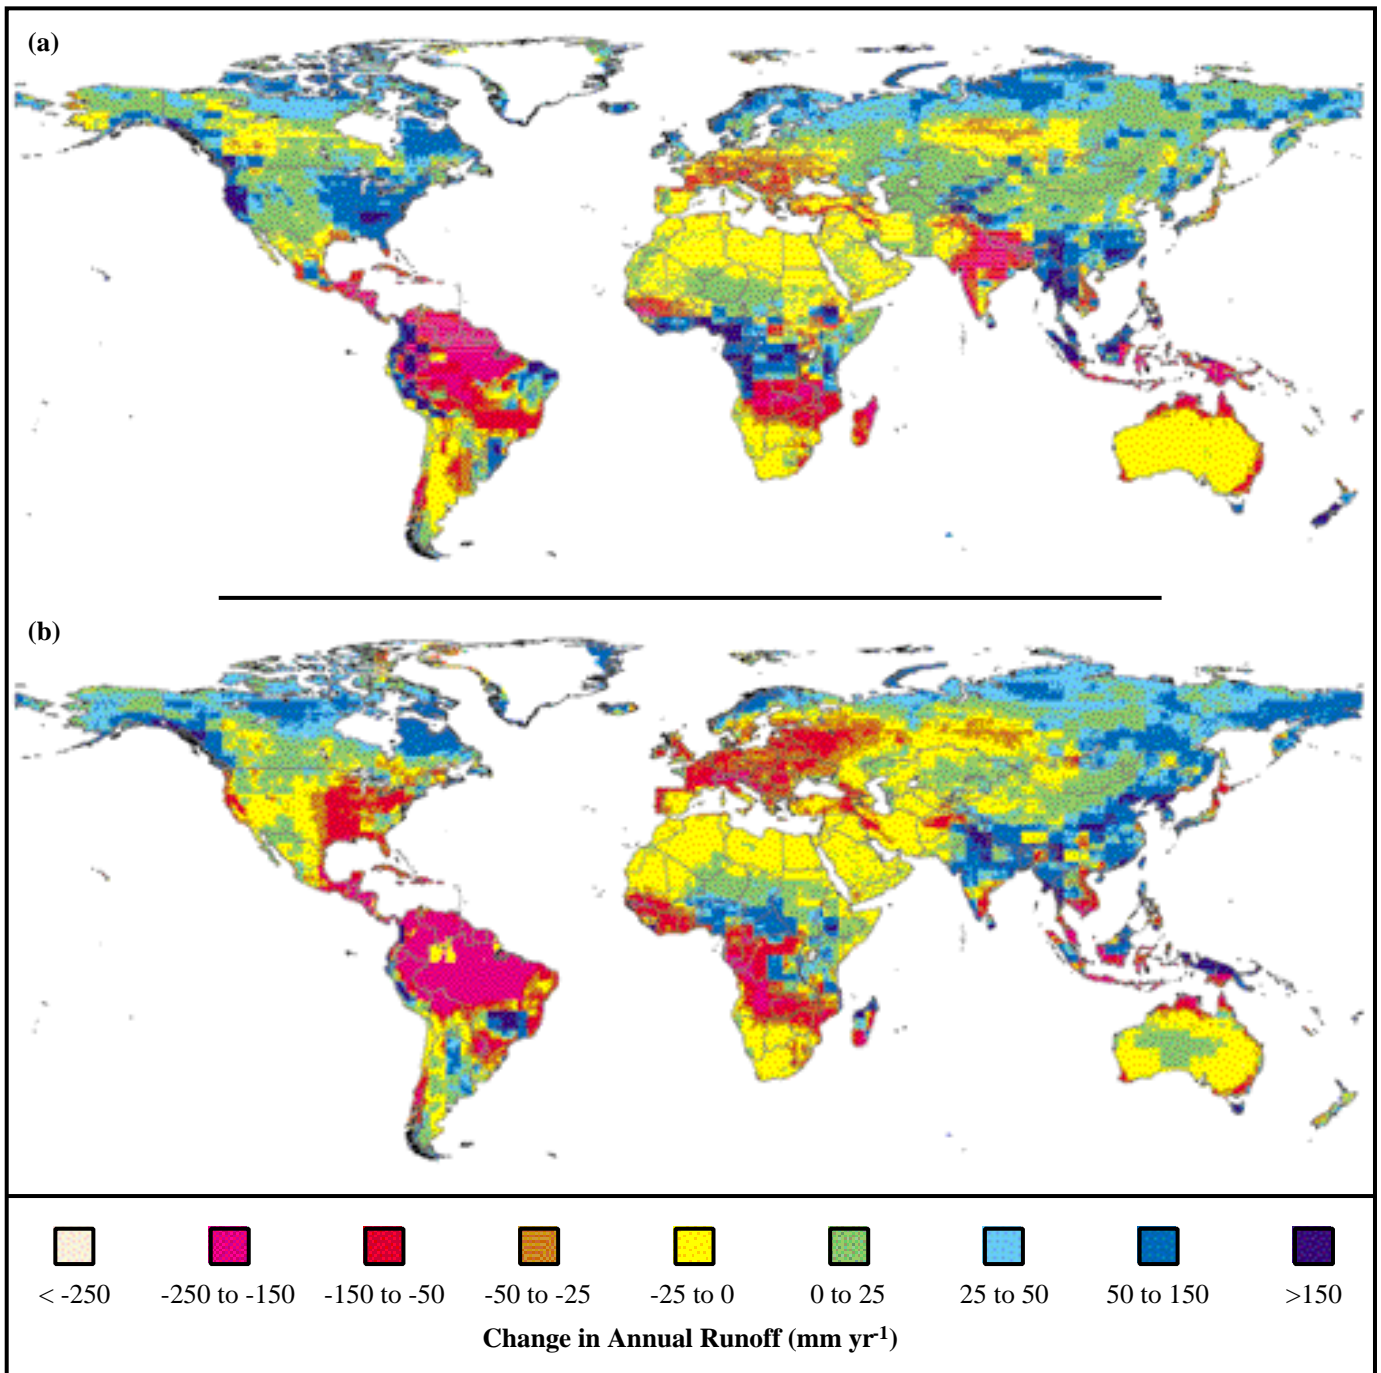 (a)
(b)
< -250 -250 to -150 -150 to -50 -50 to -25 -25 to 0 0 to 25 25 to 50 50 to 150 >150
Change in Annual Runoff (mm yr-1)